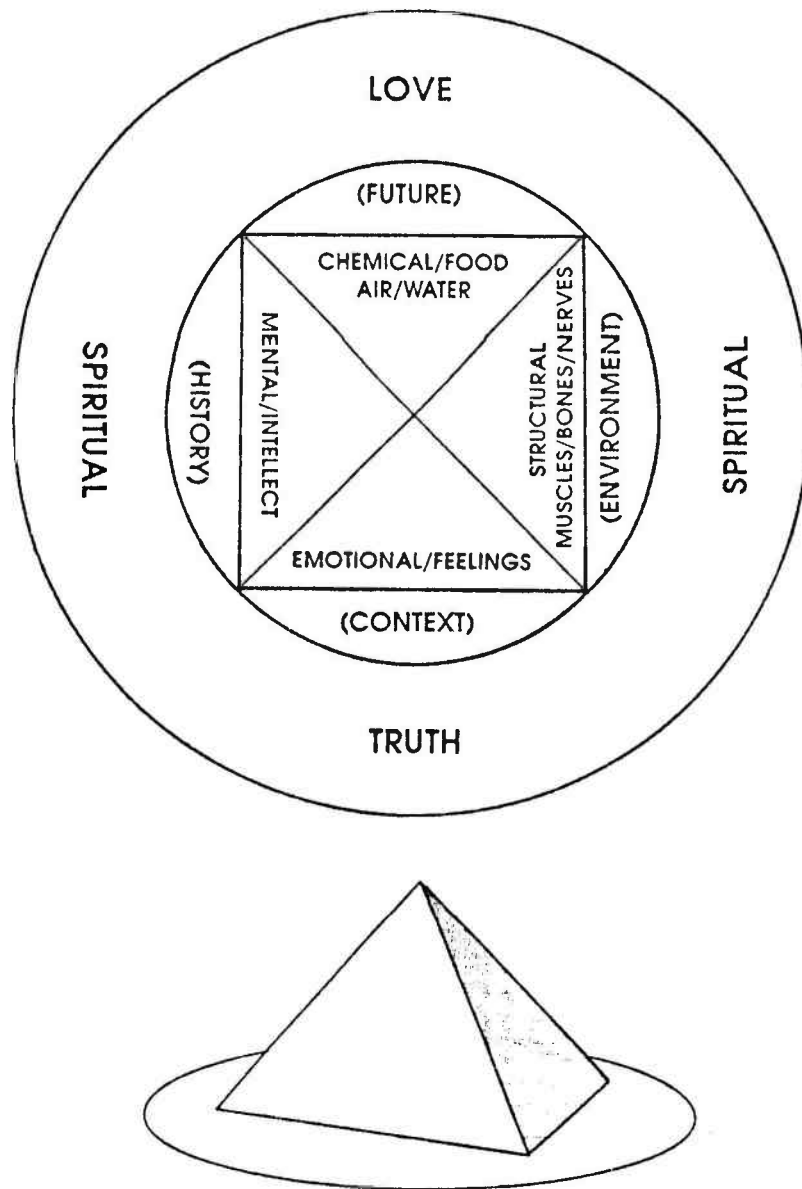 LOVE
(FUTURE)
CHEMICAL/FOOD
AIR/WATER
SPIRITUAL
(HISTORY)
MENTAL/INTELLECT
STRUCTURAL
MUSCLES/BONES/NERVES
(ENVIRONMENT)
SPIRITUAL
EMOTIONAL/FEELINGS
(CONTEXT)
TRUTH